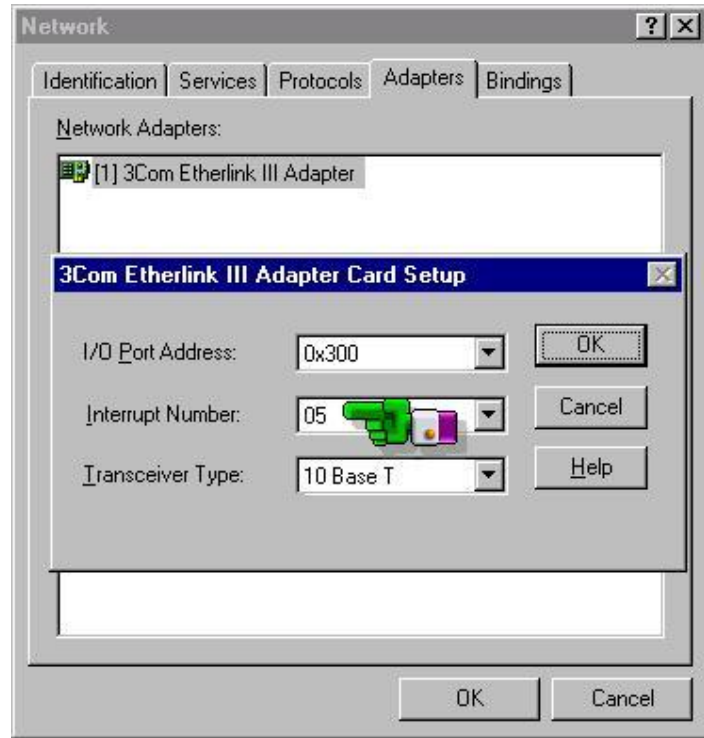 Network
Identification Services Protocols Adapters Bindings
Network Adapters:
[1] 3Com Etherlink III Adapter
3Com Etherlink III Adapter Card Setup
I/O Port Address: 0x300 OK
Interrupt Number: 05 Cancel
Transceiver Type: 10 Base T Help
OK Cancel